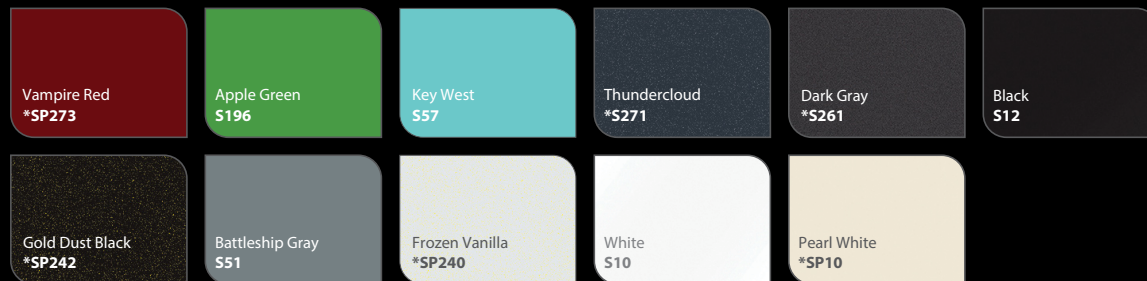 Vampire Red
*SP273
Apple Green
S196
Key West
S57
Thundercloud
*S271
Dark Gray
*S261
Black
S12
Gold Dust Black
*SP242
Battleship Gray
S51
Frozen Vanilla
*SP240
White
S10
Pearl White
*SP10